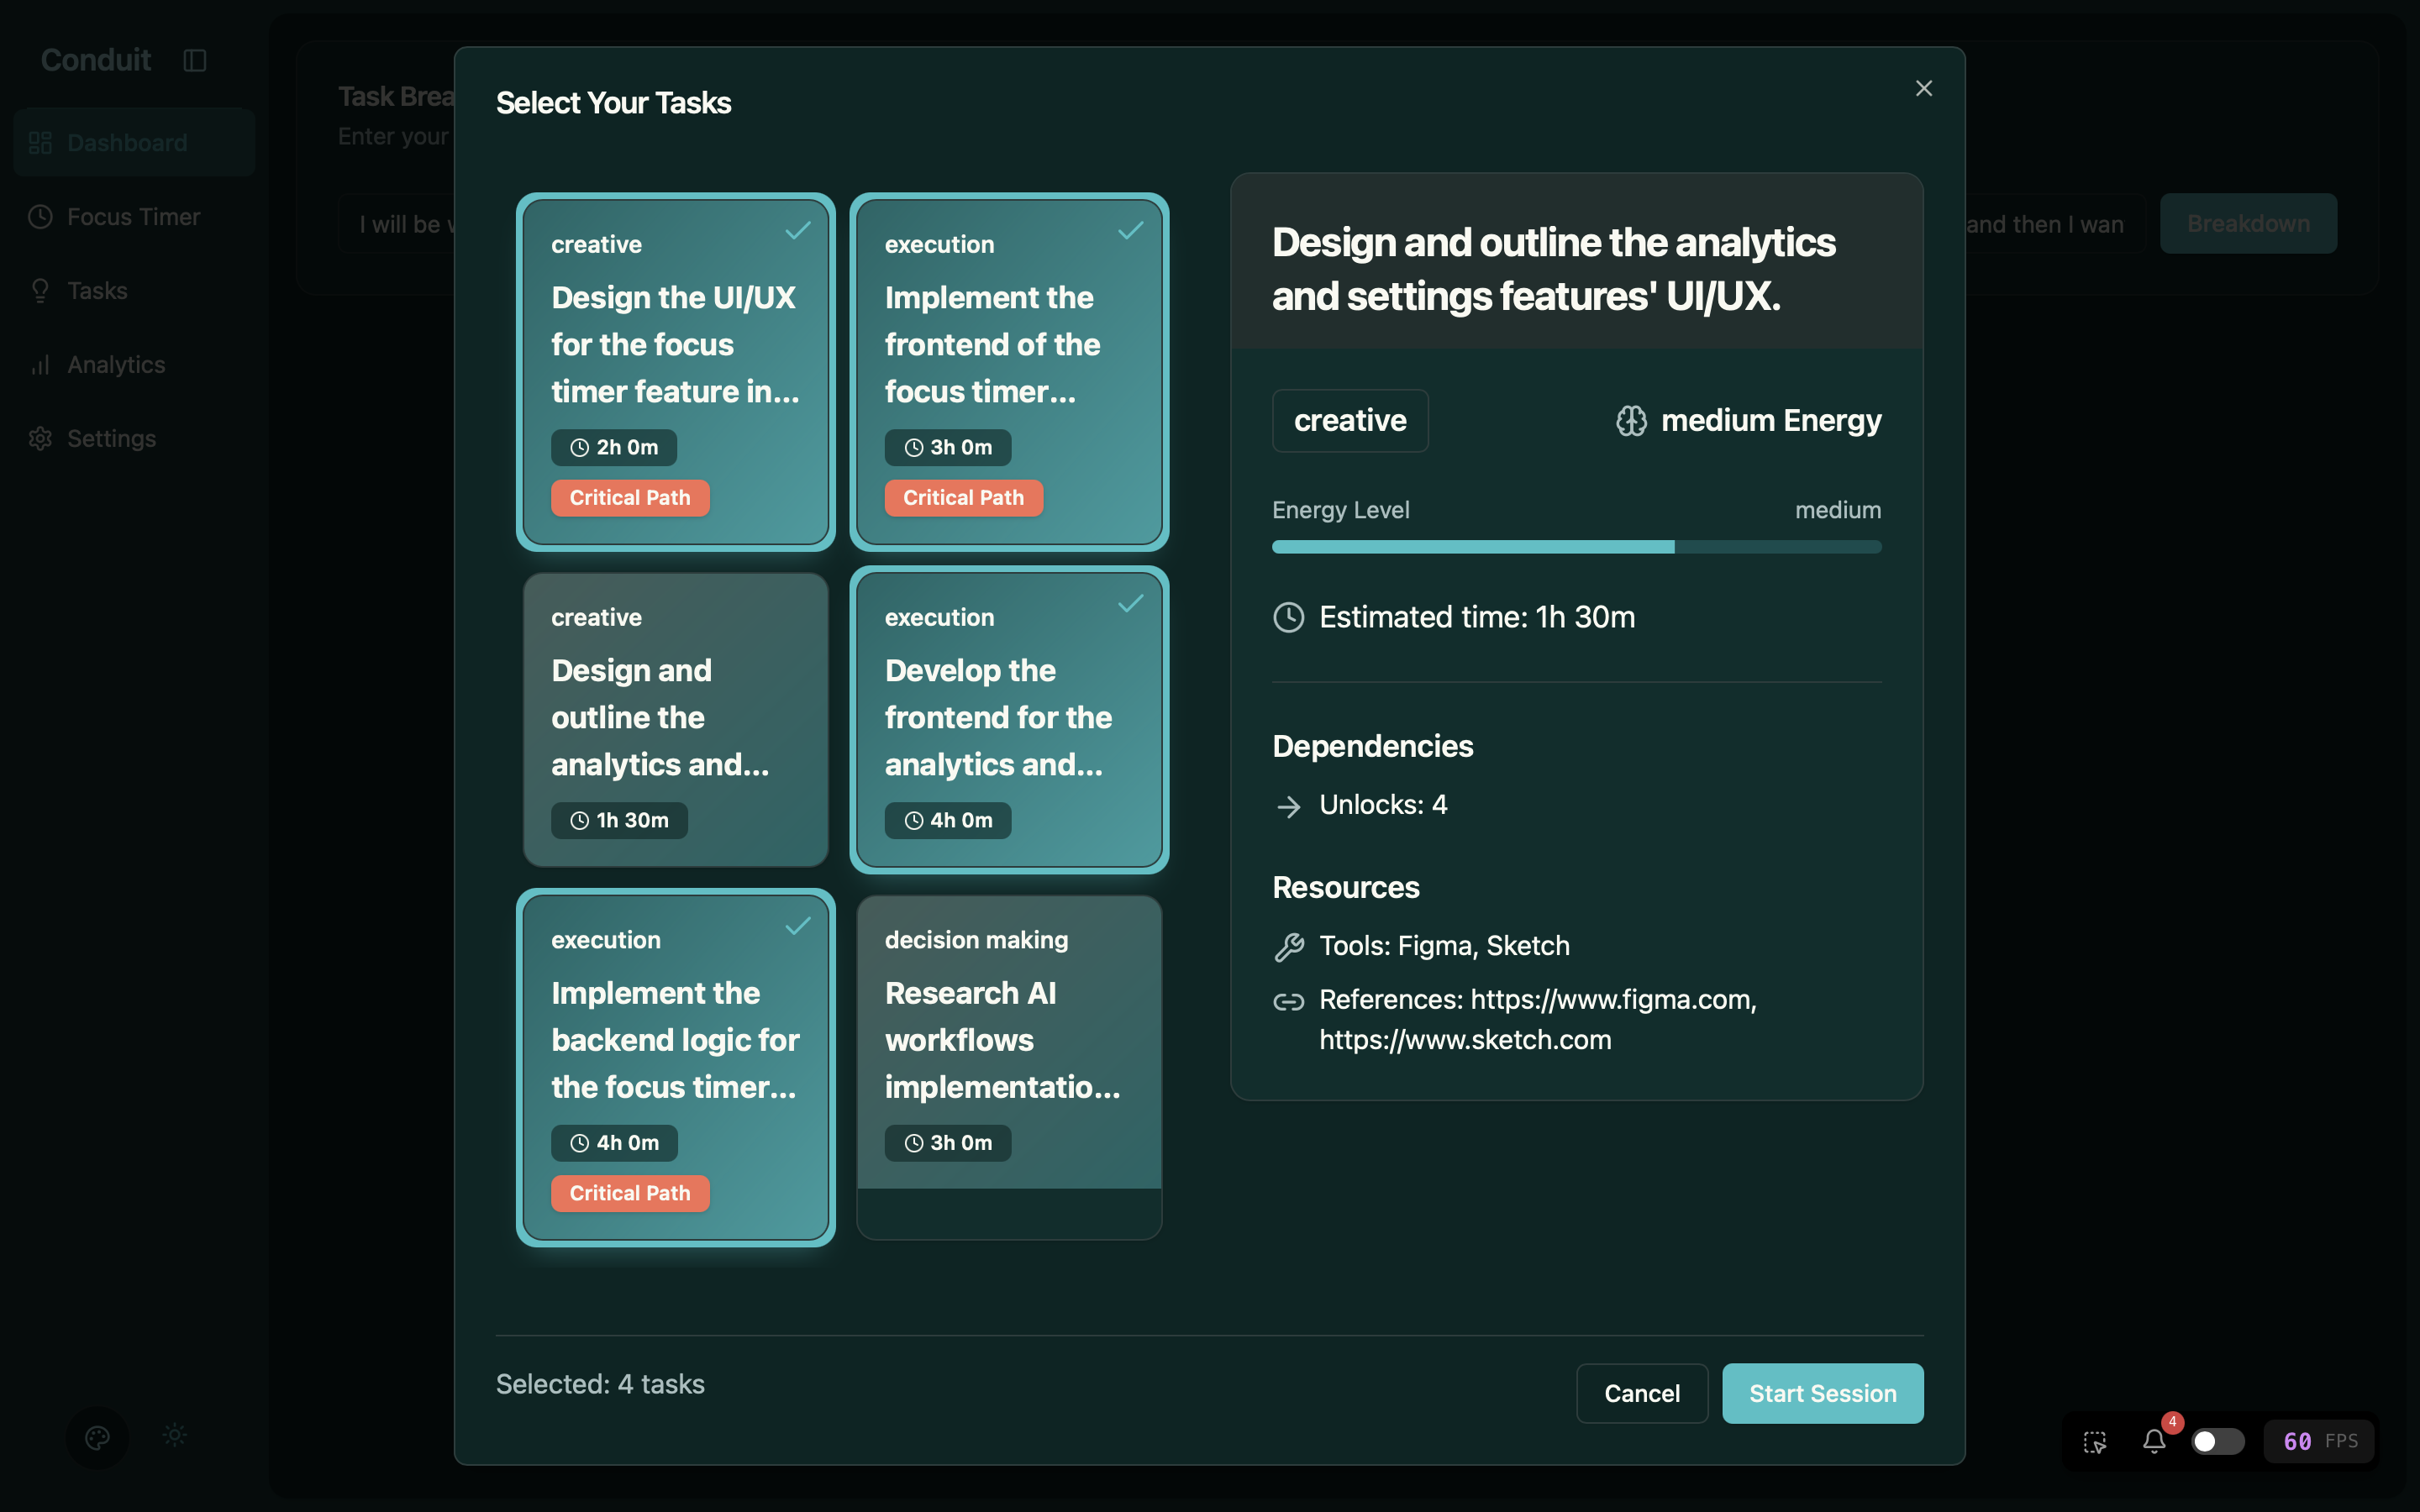 Conduit
Dashboard
Focus Timer
Tasks
Analytics
Settings
Task Brea
Enter your
I will be w
and then I wan
Breakdown
Select Your Tasks
creative
Design the UI/UX
for the focus
timer feature in...
2h 0m
Critical Path
execution
Implement the
frontend of the
focus timer...
3h 0m
Critical Path
creative
Design and
outline the
analytics and...
1h 30m
execution
Develop the
frontend for the
analytics and...
4h 0m
execution
Implement the
backend logic for
the focus timer...
4h 0m
Critical Path
decision making
Research AI
workflows
implementatio...
3h 0m
Design and outline the analytics
and settings features' UI/UX.
creative
medium Energy
Energy Level
medium
Estimated time: 1h 30m
Dependencies
Unlocks: 4
Resources
Tools: Figma, Sketch
References: https://www.figma.com,
https://www.sketch.com
Selected: 4 tasks
Cancel
Start Session
4
60 FPS